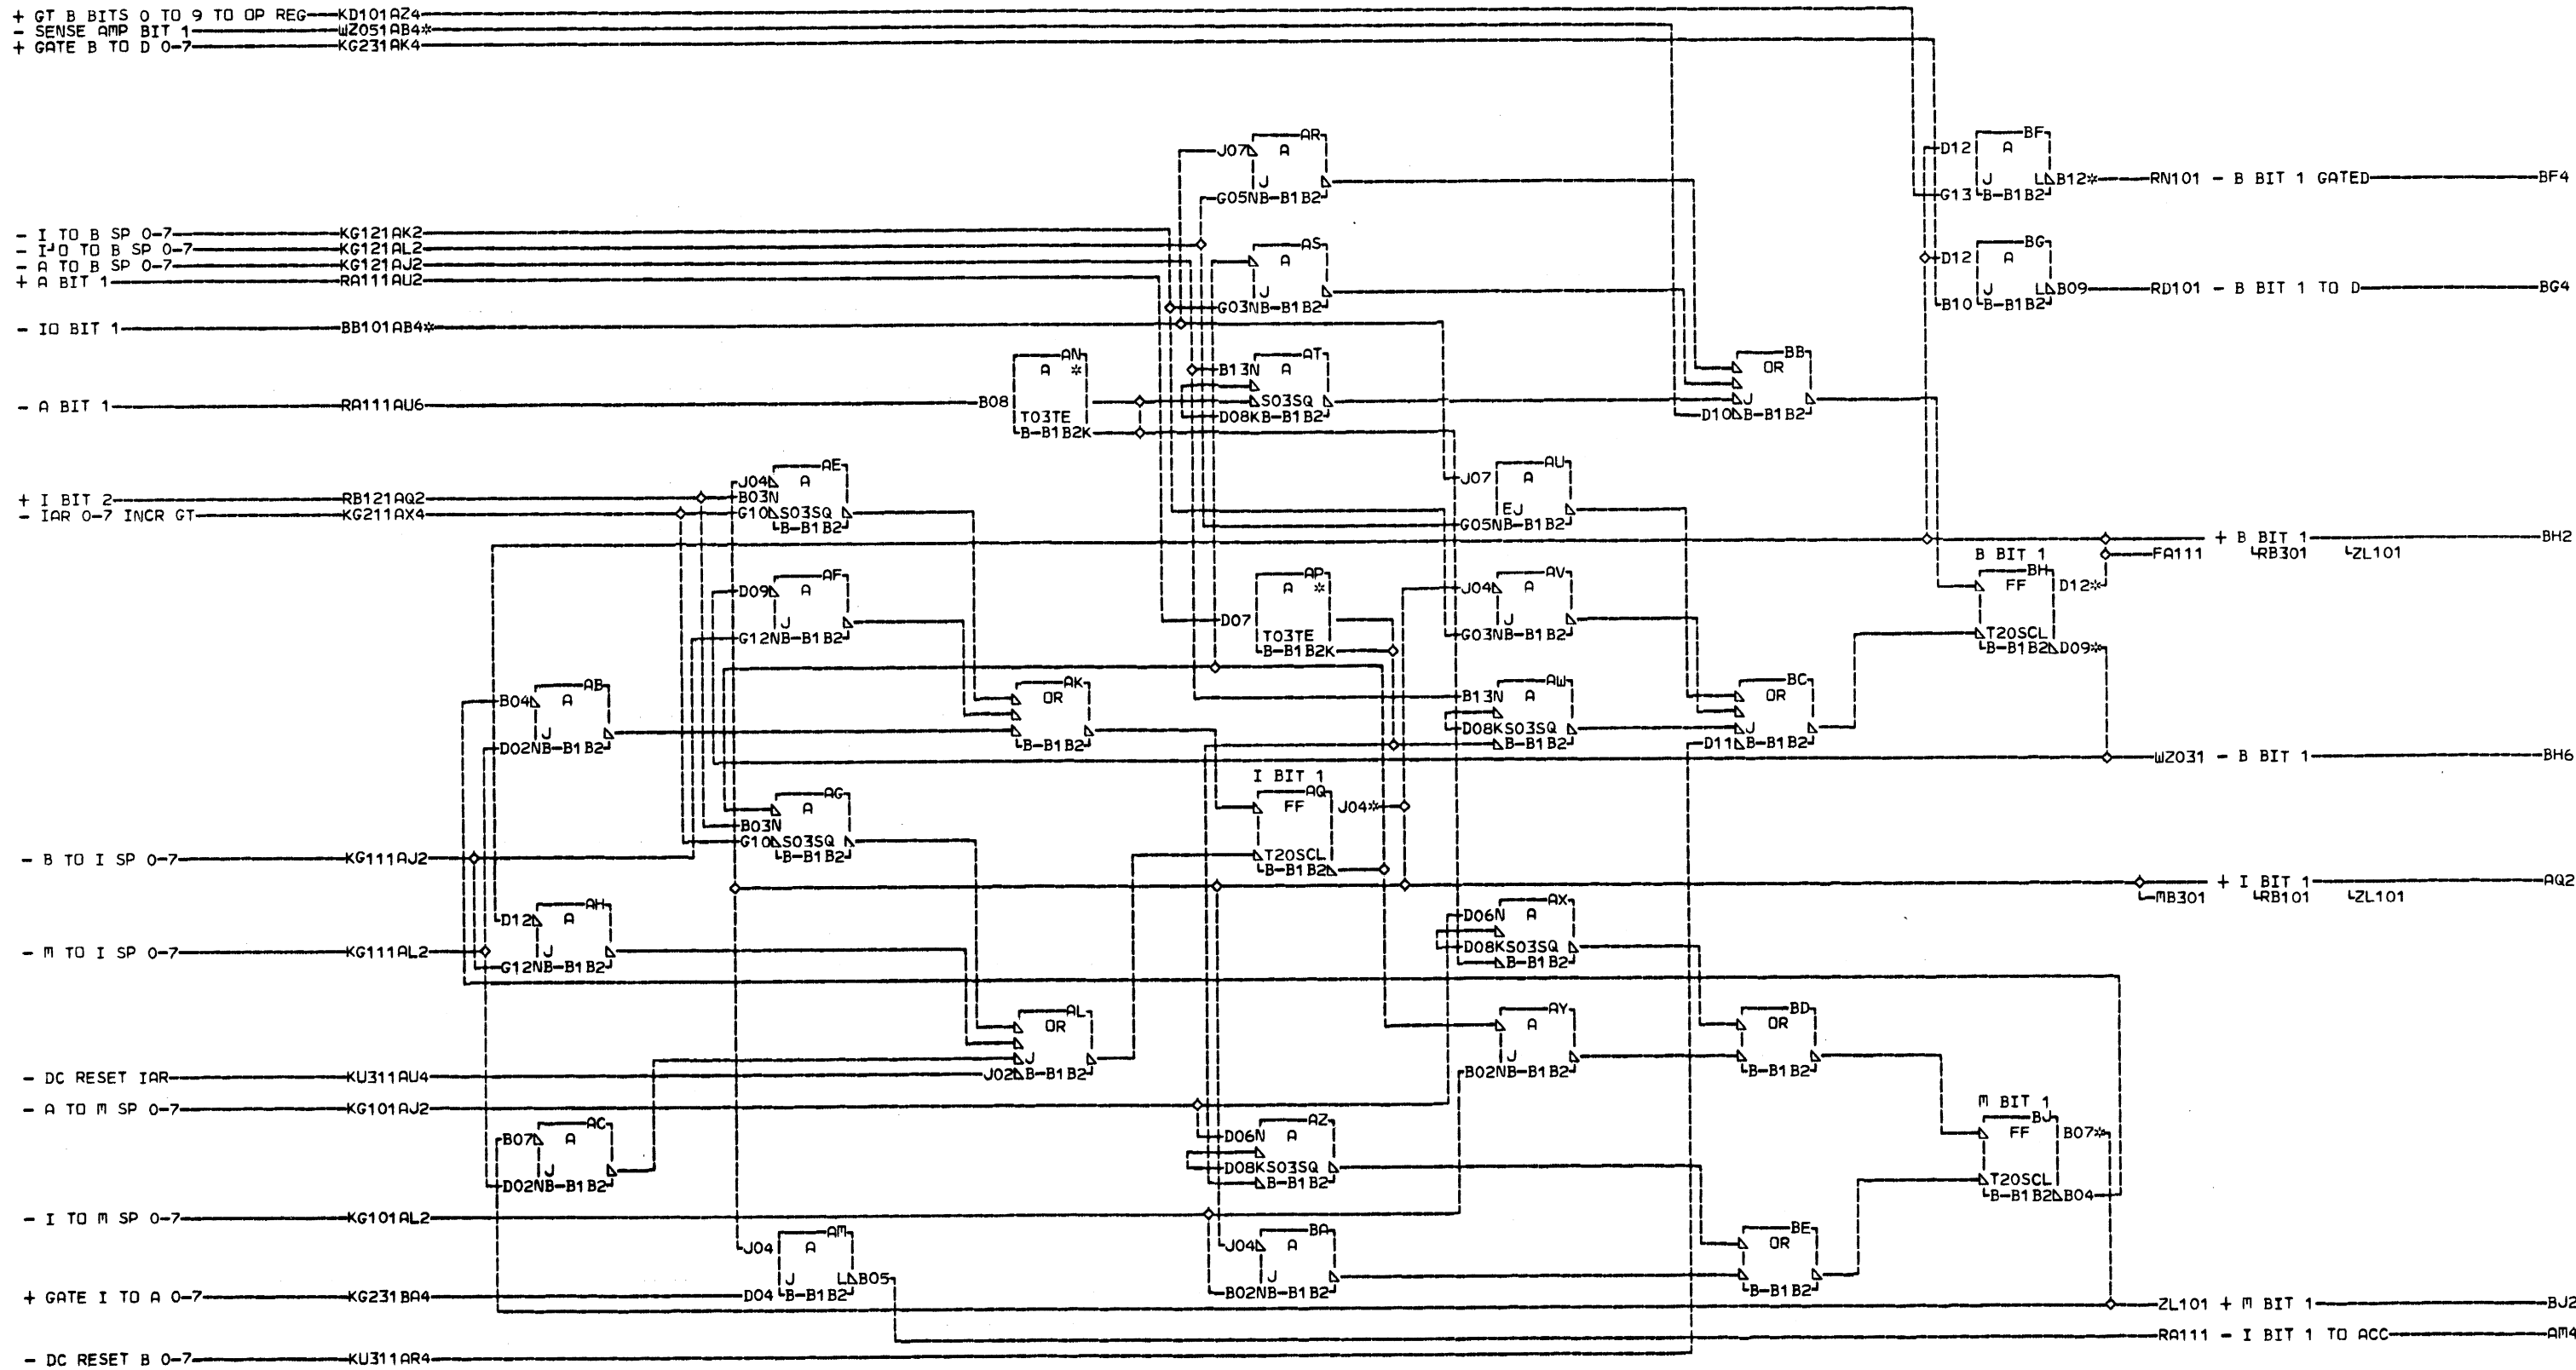 + GT B BITS 0 TO 9 TO OP REG KD101AZ4
- SENSE AMP BIT 1 WZ051AB4*
+ GATE B TO D 0-7 KG231AK4
AR
J07 A
J
G05NB-B1B2
BF
D12 A
J L B12* RN101 - B BIT 1 GATED BF4
G13 B-B1B2
- I TO B SP 0-7 KG121AK2
- I-O TO B SP 0-7 KG121AL2
- A TO B SP 0-7 KG121AJ2
+ A BIT 1 RA111AU2
AS
A
J
G03NB-B1B2
BG
D12 A
J L B09 RD101 - B BIT 1 TO D BG4
B10 B-B1B2
- IO BIT 1 BB101AB4*
AN
A *
B08
T03TE
B-B1B2K
AT
B13N A
S03SQ
D08KB-B1B2
BB
OR
J
D10 B-B1B2
- A BIT 1 RA111AU6
AE
J04 A
B03N
G10 S03SQ
B-B1B2
+ I BIT 2 RB121AQ2
- IAR 0-7 INCR GT KG211AX4
AU
J07 A
EJ
G05NB-B1B2
+ B BIT 1 BH2
FA111 RB301 ZL101
B BIT 1
BH
FF D12*
T20SCL
B-B1B2 D09*
AF
D09 A
J
G12NB-B1B2
AP
A *
D07
T03TE
B-B1B2K
AV
J04 A
J
G03NB-B1B2
AB
B04 A
J
D02NB-B1B2
AK
OR
B-B1B2
AW
B13N A
D08KS03SQ
B-B1B2
BC
OR
J
D11 B-B1B2
WZ031 - B BIT 1 BH6
AG
A
B03N
G10 S03SQ
B-B1B2
I BIT 1
AQ
FF J04*
T20SCL
B-B1B2
- B TO I SP 0-7 KG111AJ2
+ I BIT 1 AQ2
MB301 RB101 ZL101
AH
D12 A
J
G12NB-B1B2
- M TO I SP 0-7 KG111AL2
AX
D06N A
D08KS03SQ
B-B1B2
AL
OR
J
J02 B-B1B2
AY
A
J
B02NB-B1B2
BD
OR
B-B1B2
- DC RESET IAR KU311AU4
- A TO M SP 0-7 KG101AJ2
AC
B07 A
J
D02NB-B1B2
AZ
D06N A
D08KS03SQ
B-B1B2
M BIT 1
BJ
FF B07*
T20SCL
B-B1B2 B04
- I TO M SP 0-7 KG101AL2
AM
J04 A
J L B05
D04 B-B1B2
BA
J04 A
J
B02NB-B1B2
BE
OR
B-B1B2
+ GATE I TO A 0-7 KG231BA4
ZL101 + M BIT 1 BJ2
RA111 - I BIT 1 TO ACC AM4
- DC RESET B 0-7 KU311AR4